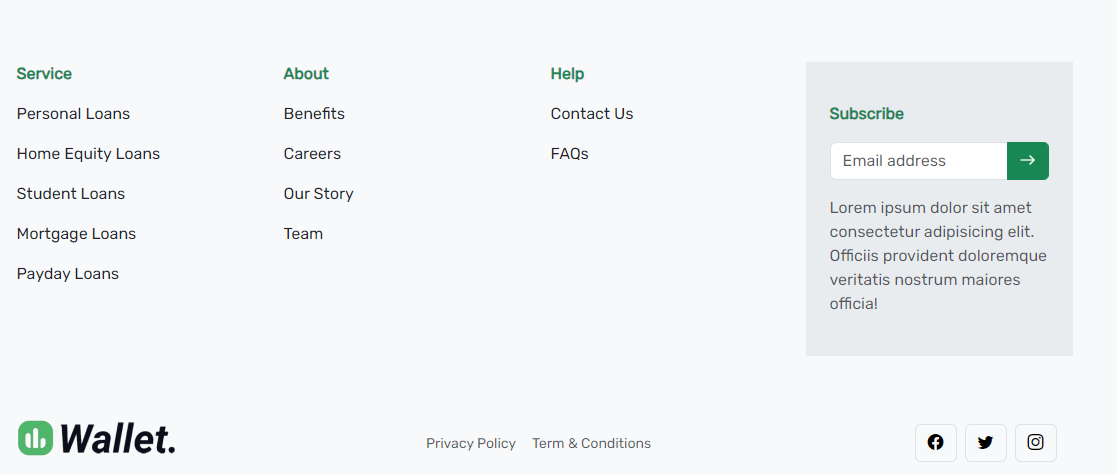 Service
Personal Loans
Home Equity Loans
Student Loans
Mortgage Loans
Payday Loans
About
Benefits
Careers
Our Story
Team
Help
Contact Us
FAQs
Subscribe
Email address
Lorem ipsum dolor sit amet
consectetur adipisicing elit.
Officiis provident doloremque
veritatis nostrum maiores
officia!
Wallet.
Privacy Policy
Term & Conditions